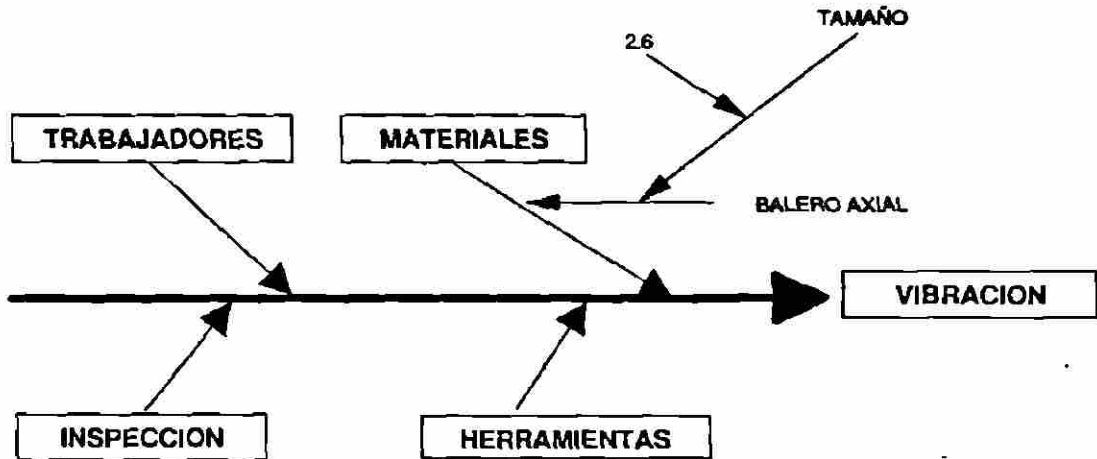 TAMAÑO
2.6
TRABAJADORES
MATERIALES
BALERO AXIAL
VIBRACION
INSPECCION
HERRAMIENTAS